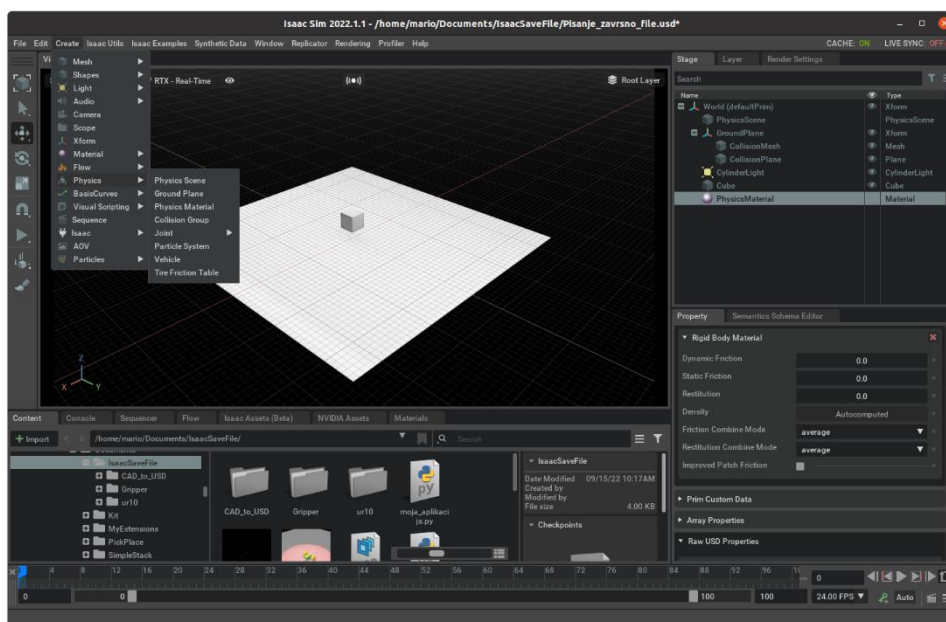 Isaac Sim 2022.1.1 - /home/mario/Documents/IsaacSaveFile/Pisanje_zavrsno_file.usd*
File Edit Create Isaac Utils Isaac Examples Synthetic Data Window Replicator Rendering Profiler Help
CACHE: ON LIVE SYNC: OFF
Mesh
Shapes
Light
Audio
Camera
Scope
Xform
Material
Flow
Physics
BasisCurves
Visual Scripting
Sequence
Isaac
AOV
Particles
Physics Scene
Ground Plane
Physics Material
Collision Group
Joint
Particle System
Vehicle
Tire Friction Table
RTX - Real-Time
Root Layer
Z
X
Y
Stage Layer Render Settings
Search
Name Type
World (defaultPrim) Xform
PhysicsScene PhysicsScene
GroundPlane Xform
CollisionMesh Mesh
CollisionPlane Plane
CylinderLight CylinderLight
Cube Cube
PhysicsMaterial Material
Property Semantics Schema Editor
Rigid Body Material
Dynamic Friction 0.0
Static Friction 0.0
Restitution 0.0
Density Autocomputed
Friction Combine Mode average
Restitution Combine Mode average
Improved Patch Friction
Prim Custom Data
Array Properties
Raw USD Properties
Content Console Sequencer Flow Isaac Assets (Beta) NVIDIA Assets Materials
+ Import /home/mario/Documents/IsaacSaveFile/ Search
IsaacSaveFile
CAD_to_USD
Gripper
ur10
Kit
MyExtensions
PickPlace
SimpleStack
CAD_to_USD Gripper ur10 moja_aplikaci
ja.py
IsaacSaveFile
Date Modified 09/15/22 10:17AM
Created by
Modified by
File size 4.00 KB
Checkpoints
4 8 12 16 20 24 28 32 36 40 44 48 52 56 60 64 68 72 76 80 84 88 92 96
0
0 0 100 100 24.00 FPS Auto